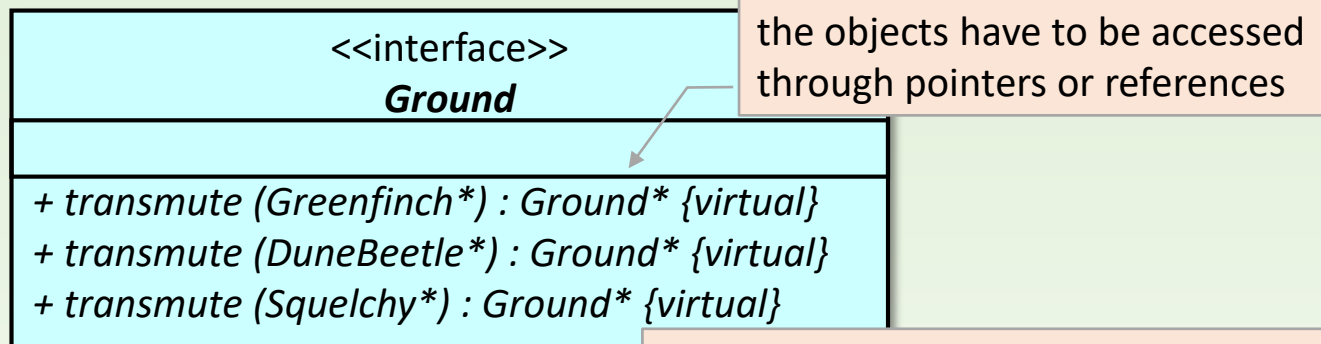 <<interface>>
Ground
the objects have to be accessed
through pointers or references
+ transmute (Greenfinch*) : Ground* {virtual}
+ transmute (DuneBeetle*) : Ground* {virtual}
+ transmute (Squelchy*) : Ground* {virtual}